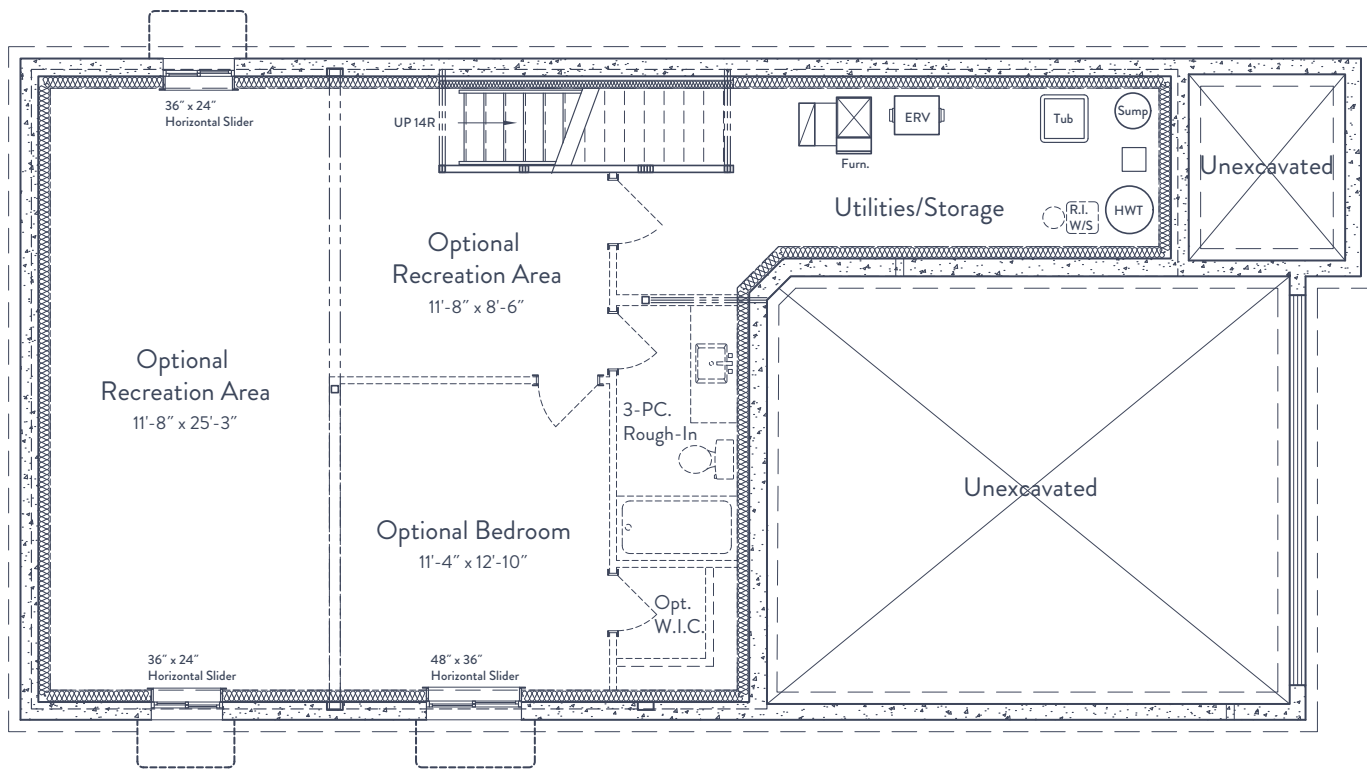 36″ x 24″
Horizontal Slider
UP 14R
Furn.
ERV
Tub
Sump
Unexcavated
Utilities/Storage
R.I.
W/S
HWT
Optional
Recreation Area
11'-8″ x 8'-6″
Optional
Recreation Area
11'-8″ x 25'-3″
3-PC.
Rough-In
Unexcavated
Optional Bedroom
11'-4″ x 12'-10″
Opt.
W.I.C.
36″ x 24″
Horizontal Slider
48″ x 36″
Horizontal Slider